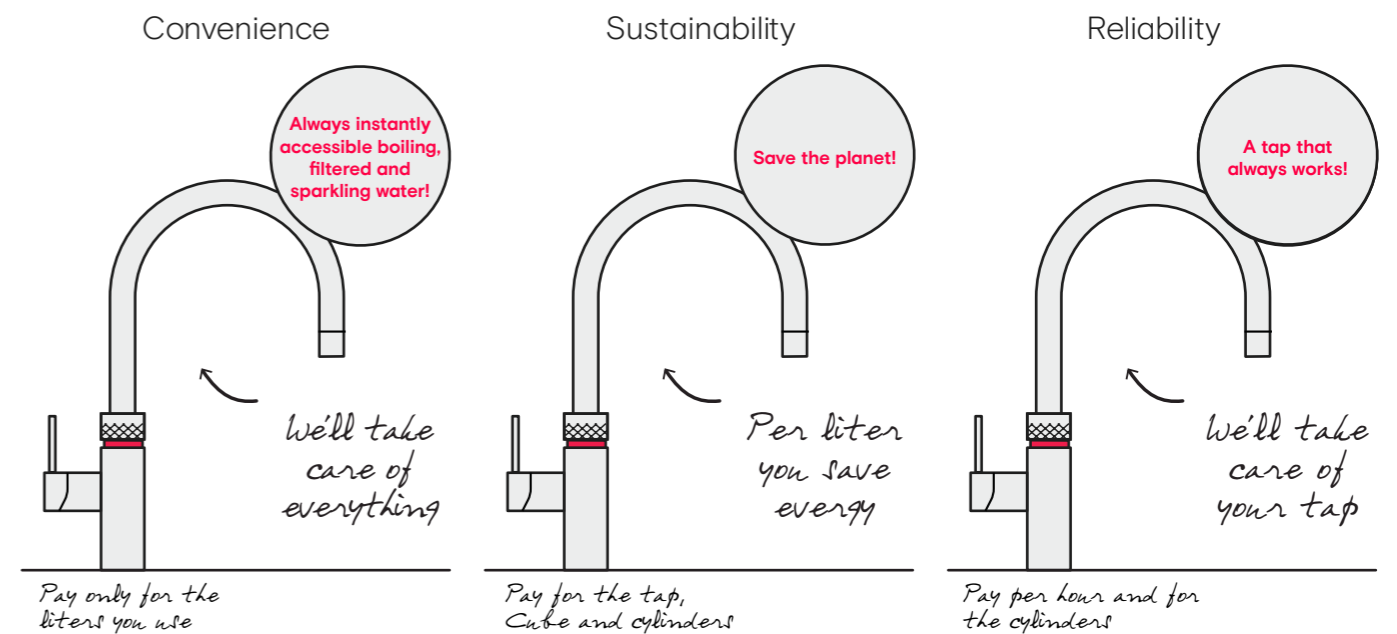 Convenience
Always instantly
accessible boiling,
filtered and
sparkling water!
We'll take
care of
everything
Pay only for the
liters you use
Sustainability
Save the planet!
Per liter
you save
evergy
Pay for the tap,
Cube and cylinders
Reliability
A tap that
always works!
We'll take
care of
your tap
Pay per hour and for
the cylinders